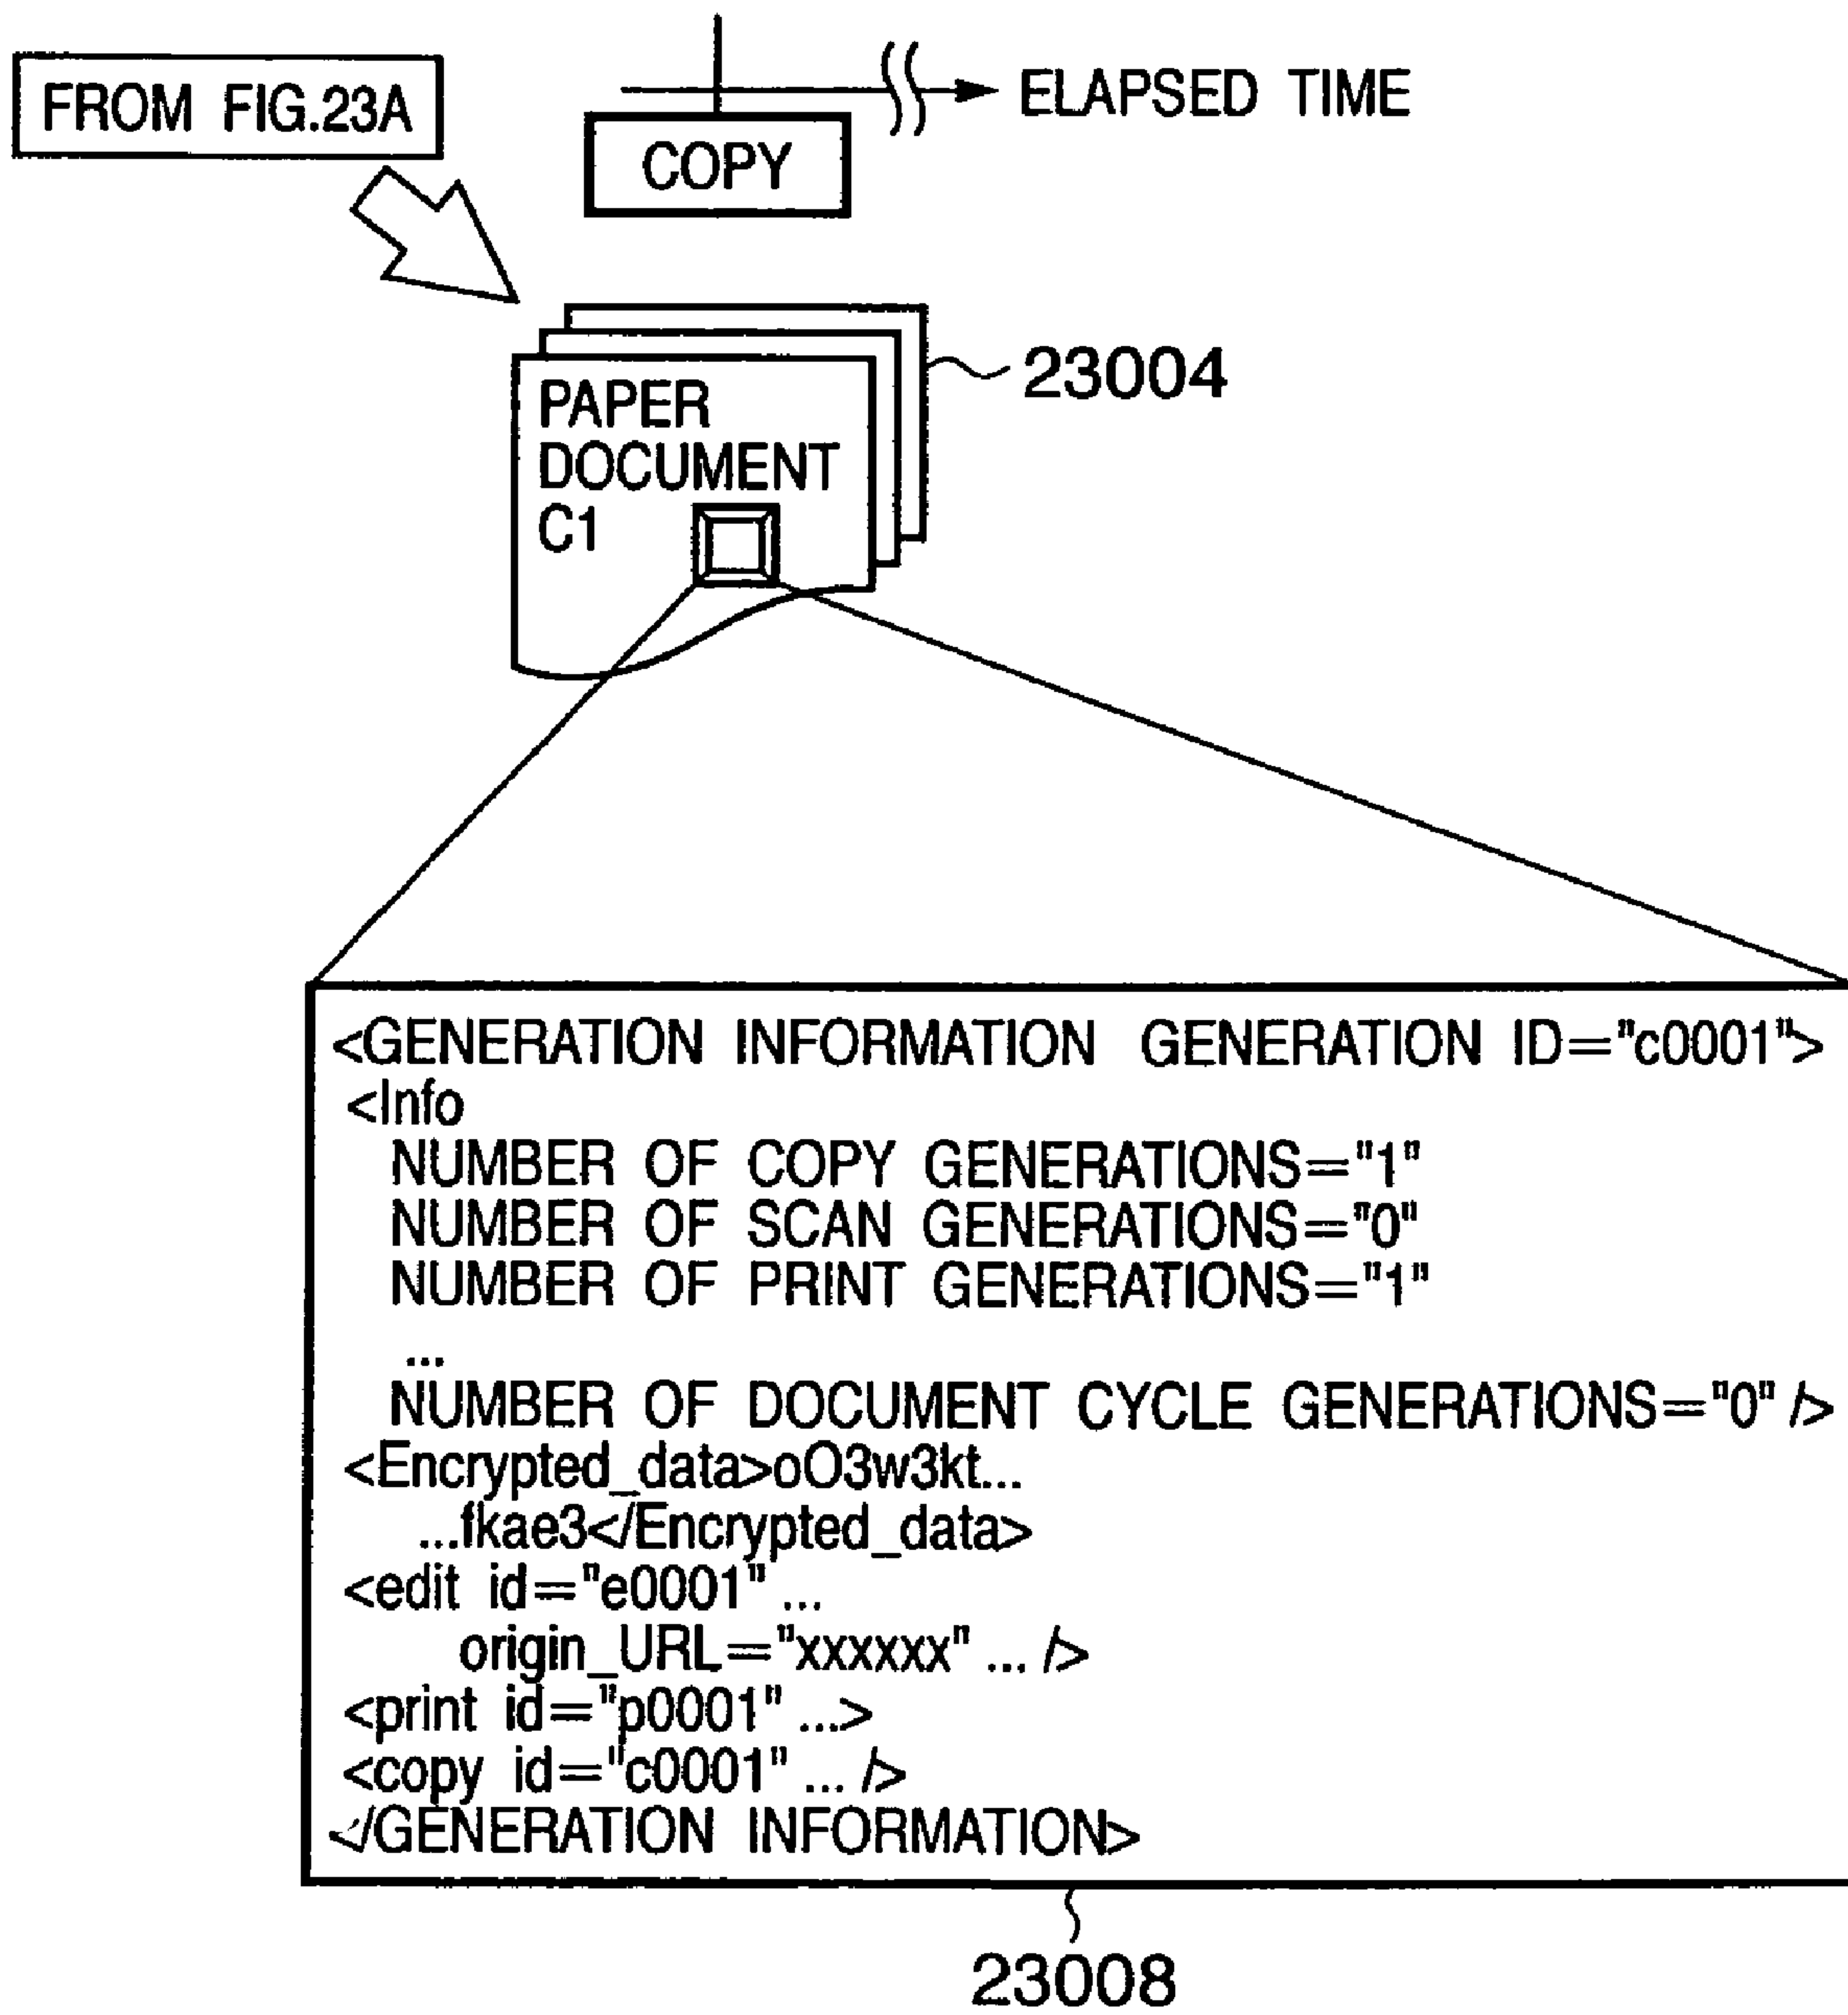 FROM FIG.23A
ELAPSED TIME
COPY
23004
PAPER
DOCUMENT
C1
<GENERATION INFORMATION GENERATION ID="c0001">
<Info
NUMBER OF COPY GENERATIONS="1"
NUMBER OF SCAN GENERATIONS="0"
NUMBER OF PRINT GENERATIONS="1"
...
NUMBER OF DOCUMENT CYCLE GENERATIONS="0" />
<Encrypted_data>oO3w3kt...
...fkae3</Encrypted_data>
<edit id="e0001" ...
origin_URL="xxxxxx" ... />
<print id="p0001" ...>
<copy id="c0001" ... />
</GENERATION INFORMATION>
23008